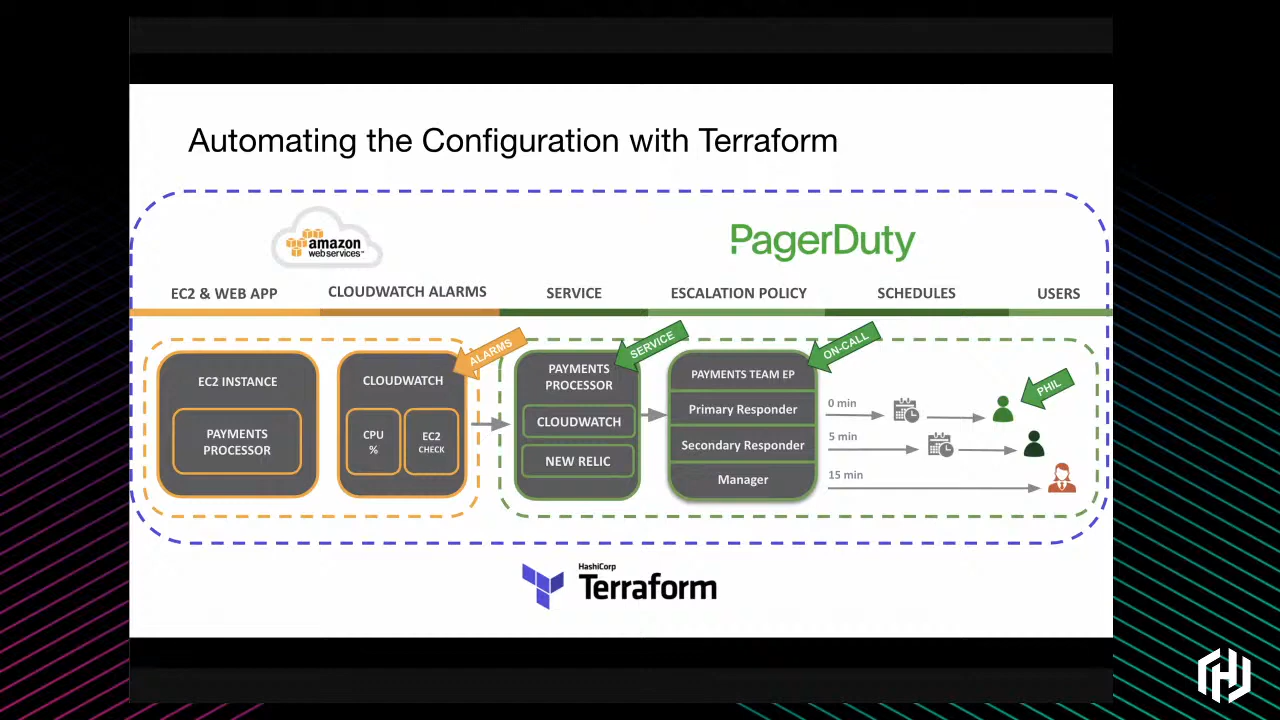 Automating the Configuration with Terraform
amazon
web services™
PagerDuty
EC2 & WEB APP
CLOUDWATCH ALARMS
SERVICE
ESCALATION POLICY
SCHEDULES
USERS
ALARMS
SERVICE
ON-CALL
PHIL
EC2 INSTANCE
PAYMENTS
PROCESSOR
CLOUDWATCH
CPU
%
EC2
CHECK
PAYMENTS
PROCESSOR
CLOUDWATCH
NEW RELIC
PAYMENTS TEAM EP
Primary Responder
Secondary Responder
Manager
0 min
5 min
15 min
HashiCorp
Terraform